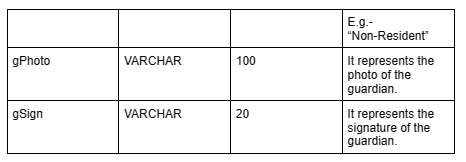 E.g.-
“Non-Resident”
gPhoto VARCHAR 100 It represents the
photo of the
guardian.
gSign VARCHAR 20 It represents the
signature of the
guardian.